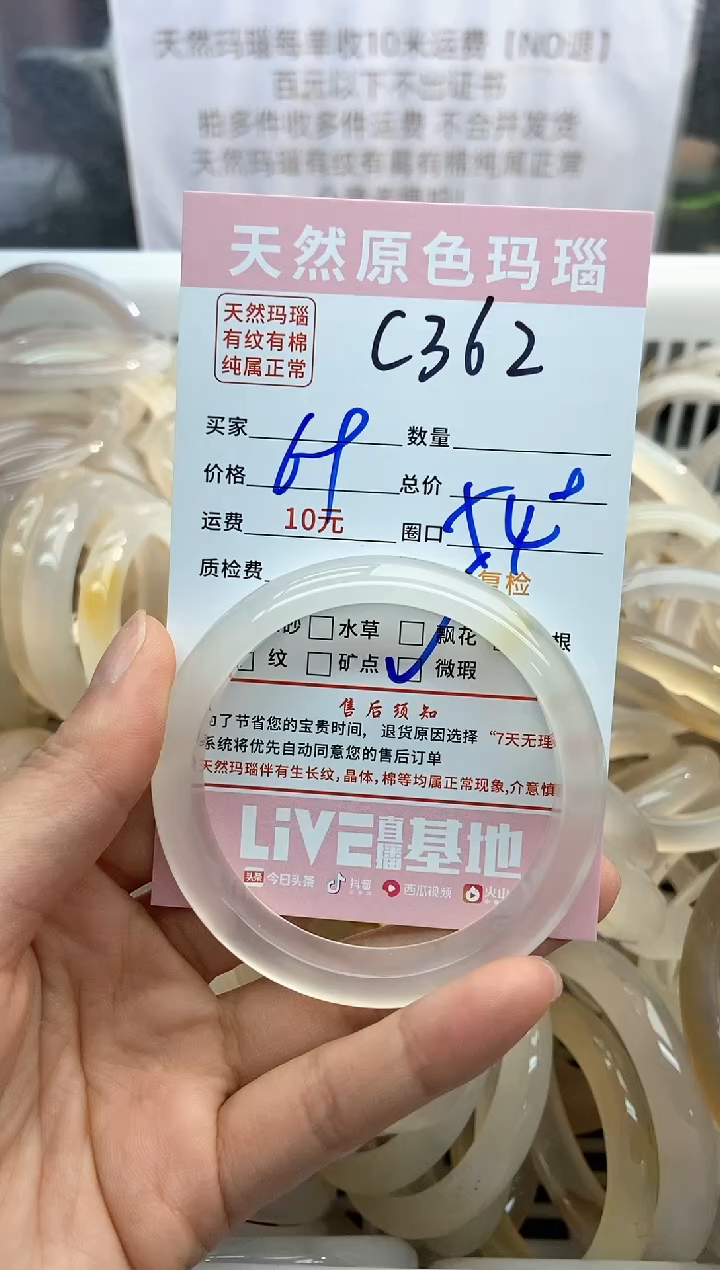 天然玛瑙每单收10米运费【NO退】
百元以下不出证书
拍多件收多件运费 不合并发货
天然玛瑙有纹有晶有棉纯属正常
天然原色玛瑙
天然玛瑙
有纹有棉
纯属正常
C362
买家 数量
价格 69 总价
运费 10元 圈口 54
质检费 复检
砂 □ 水草 □ 飘花 根
□ 纹 □ 矿点 ☑ 微瑕
售后须知
为了节省您的宝贵时间, 退货原因选择 “7天无理
系统将优先自动同意您的售后订单
天然玛瑙伴有生长纹,晶体,棉等均属正常现象,介意慎
LIVE直播基地
头条 今日头条 抖音 西瓜视频 火山